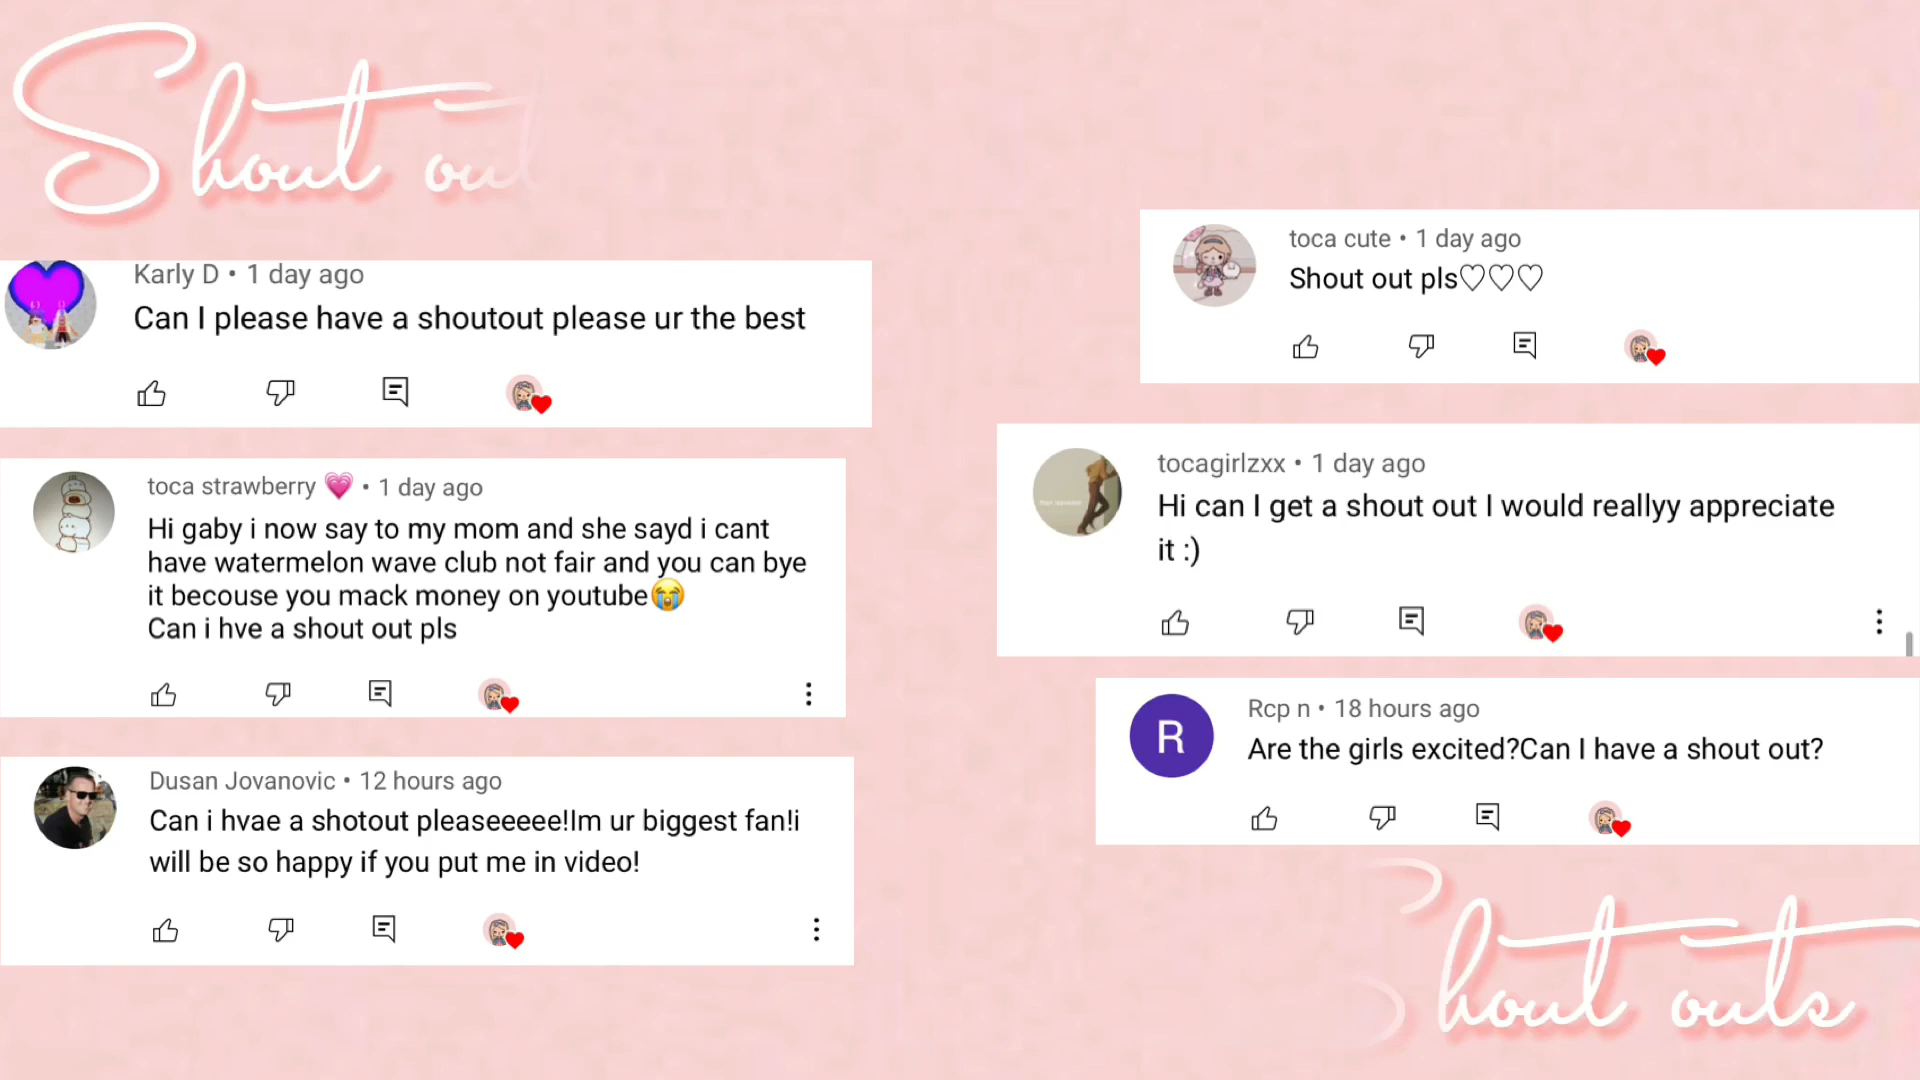 Shout out
Karly D • 1 day ago
Can I please have a shoutout please ur the best
toca strawberry 💗 • 1 day ago
Hi gaby i now say to my mom and she sayd i cant
have watermelon wave club not fair and you can bye
it becouse you mack money on youtube😭
Can i hve a shout out pls
Dusan Jovanovic • 12 hours ago
Can i hvae a shotout pleaseeeee!Im ur biggest fan!i
will be so happy if you put me in video!
toca cute • 1 day ago
Shout out pls♡♡♡
tocagirlzxx • 1 day ago
Hi can I get a shout out I would reallyy appreciate
it :)
R
Rcp n • 18 hours ago
Are the girls excited?Can I have a shout out?
Shout outs